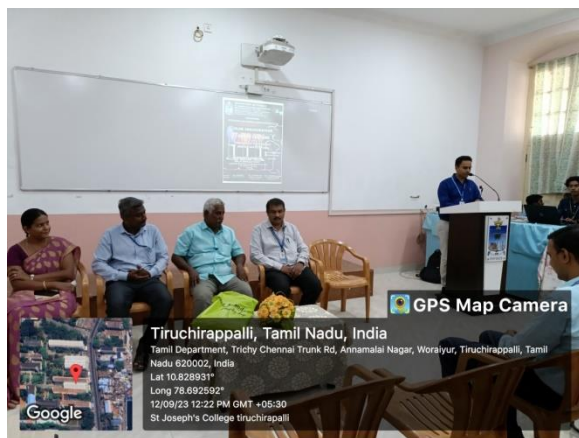 GPS Map Camera
Tiruchirappalli, Tamil Nadu, India
Tamil Department, Trichy Chennai Trunk Rd, Annamalai Nagar, Woraiyur, Tiruchirappalli, Tamil
Nadu 620002, India
Lat 10.828931°
Long 78.692592°
12/09/23 12:22 PM GMT +05:30
St Joseph's College tiruchirapalli
Google